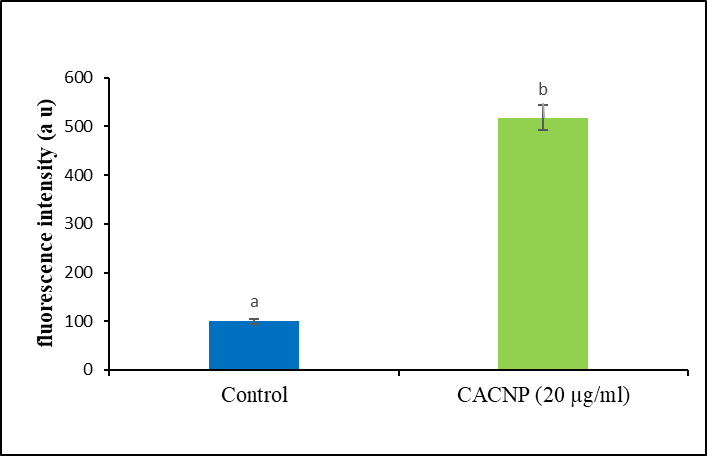 600
500
400
300
200
100
0
fluorescence intensity (a u)
a
b
Control
CACNP (20 µg/ml)